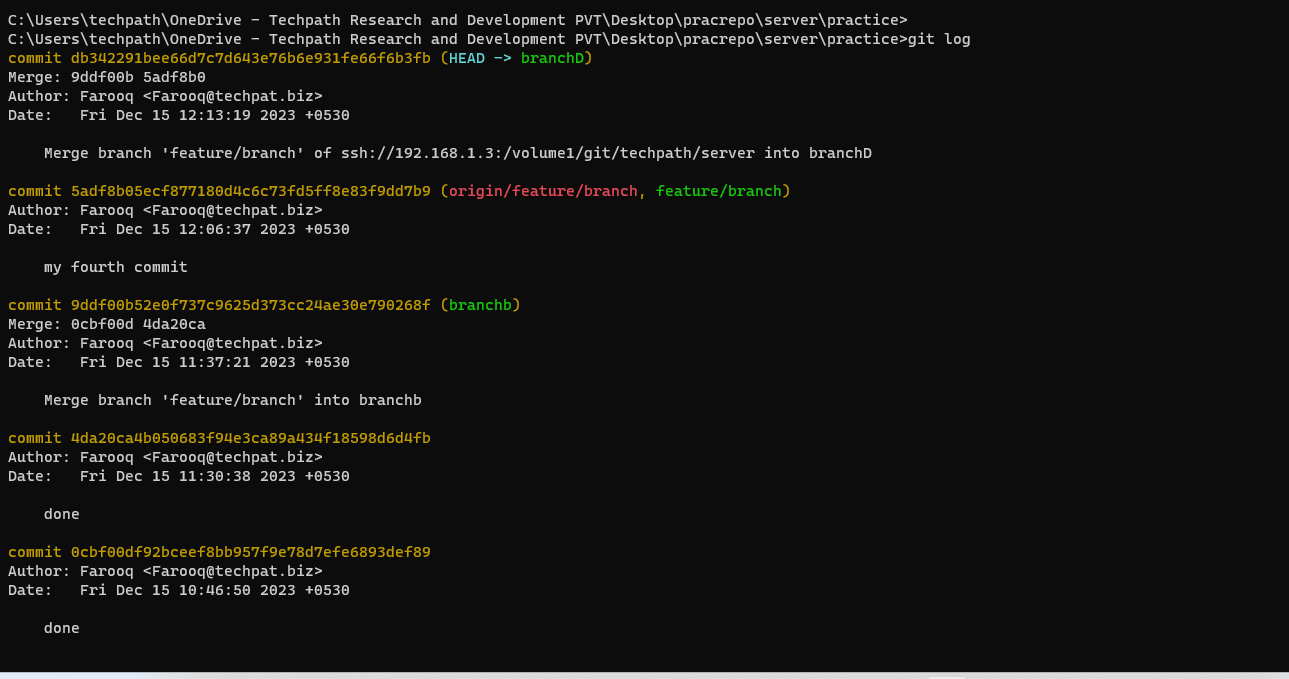 C:\Users\techpath\OneDrive - Techpath Research and Development PVT\Desktop\pracrepo\server\practice>
C:\Users\techpath\OneDrive - Techpath Research and Development PVT\Desktop\pracrepo\server\practice>git log
commit db342291bee66d7c7d643e76b6e931fe66f6b3fb (HEAD -> branchD)
Merge: 9ddf00b 5adf8b0
Author: Farooq <Farooq@techpat.biz>
Date:   Fri Dec 15 12:13:19 2023 +0530
    Merge branch 'feature/branch' of ssh://192.168.1.3:/volume1/git/techpath/server into branchD
commit 5adf8b05ecf877180d4c6c73fd5ff8e83f9dd7b9 (origin/feature/branch, feature/branch)
Author: Farooq <Farooq@techpat.biz>
Date:   Fri Dec 15 12:06:37 2023 +0530
    my fourth commit
commit 9ddf00b52e0f737c9625d373cc24ae30e790268f (branchb)
Merge: 0cbf00d 4da20ca
Author: Farooq <Farooq@techpat.biz>
Date:   Fri Dec 15 11:37:21 2023 +0530
    Merge branch 'feature/branch' into branchb
commit 4da20ca4b050683f94e3ca89a434f18598d6d4fb
Author: Farooq <Farooq@techpat.biz>
Date:   Fri Dec 15 11:30:38 2023 +0530
    done
commit 0cbf00df92bceef8bb957f9e78d7efe6893def89
Author: Farooq <Farooq@techpat.biz>
Date:   Fri Dec 15 10:46:50 2023 +0530
    done